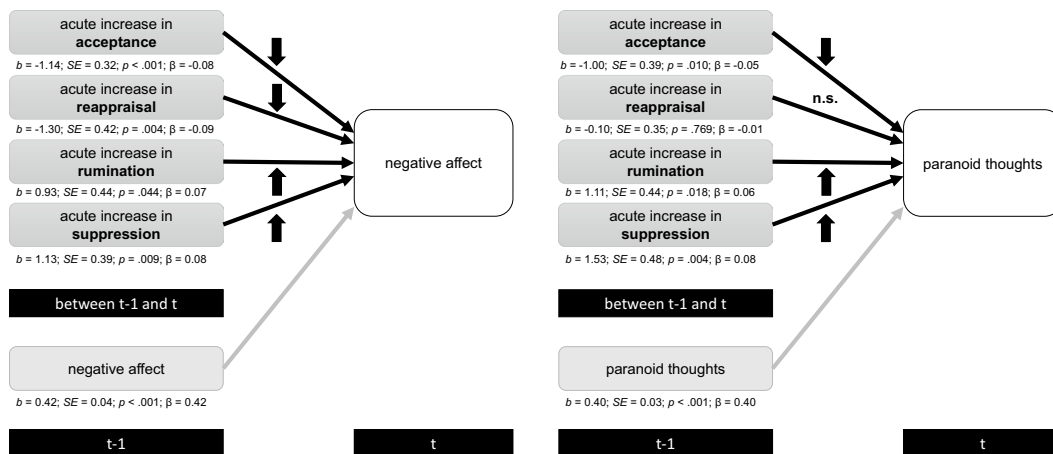 acute increase in
acceptance
b = -1.14; SE = 0.32; p < .001; β = -0.08
acute increase in
reappraisal
b = -1.30; SE = 0.42; p = .004; β = -0.09
acute increase in
rumination
b = 0.93; SE = 0.44; p = .044; β = 0.07
acute increase in
suppression
b = 1.13; SE = 0.39; p = .009; β = 0.08
between t-1 and t
negative affect
b = 0.42; SE = 0.04; p < .001; β = 0.42
t-1
negative affect
t
acute increase in
acceptance
b = -1.00; SE = 0.39; p = .010; β = -0.05
n.s.
acute increase in
reappraisal
b = -0.10; SE = 0.35; p = .769; β = -0.01
acute increase in
rumination
b = 1.11; SE = 0.44; p = .018; β = 0.06
acute increase in
suppression
b = 1.53; SE = 0.48; p = .004; β = 0.08
between t-1 and t
paranoid thoughts
b = 0.40; SE = 0.03; p < .001; β = 0.40
t-1
paranoid thoughts
t